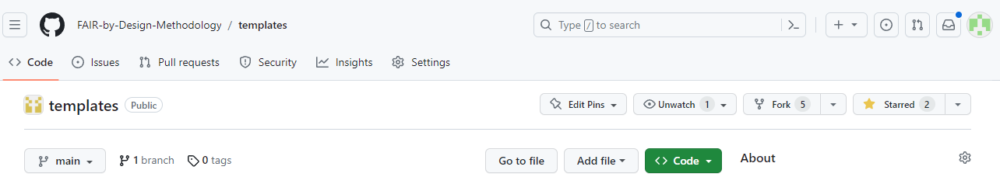 FAIR-by-Design-Methodology / templates Type / to search
Code Issues Pull requests Security Insights Settings
templates Public Edit Pins Unwatch 1 Fork 5 Starred 2
main 1 branch 0 tags Go to file Add file Code About